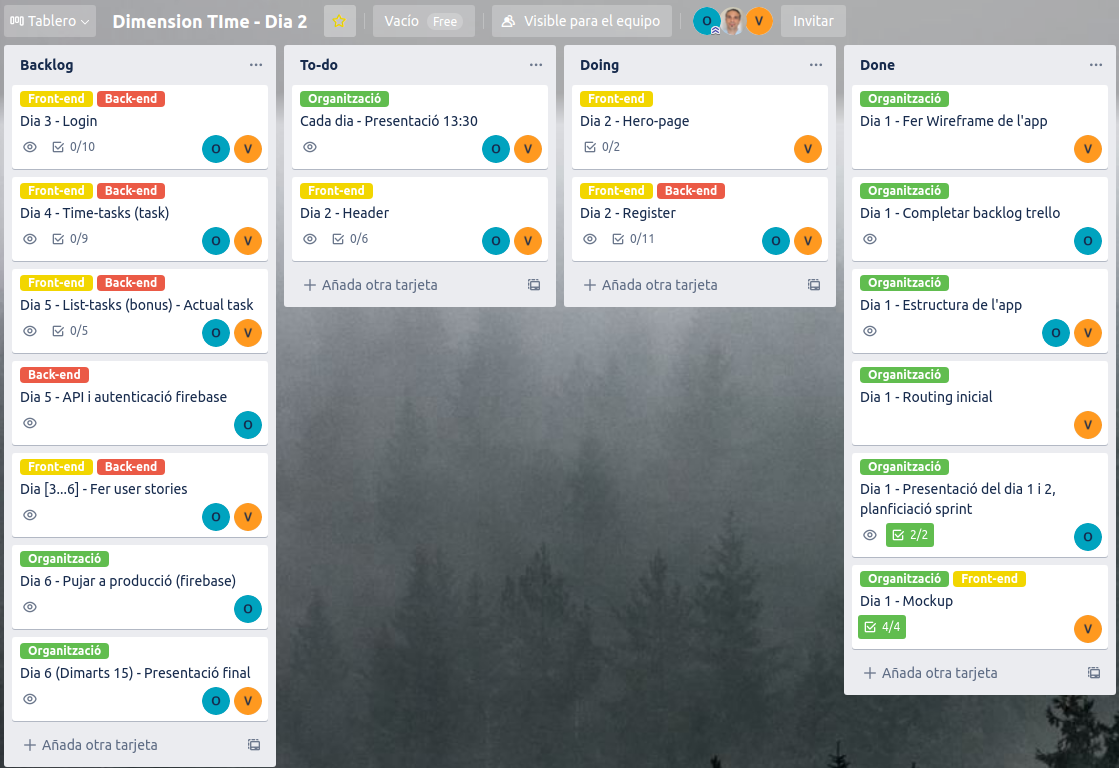 Tablero
Dimension TIme - Dia 2
Vacío Free
Visible para el equipo
O V
Invitar
Backlog
Front-end Back-end
Dia 3 - Login
0/10
O V
Front-end Back-end
Dia 4 - Time-tasks (task)
0/9
O V
Front-end Back-end
Dia 5 - List-tasks (bonus) - Actual task
0/5
O V
Back-end
Dia 5 - API i autenticació firebase
O
Front-end Back-end
Dia [3...6] - Fer user stories
O V
Organització
Dia 6 - Pujar a producció (firebase)
O
Organització
Dia 6 (Dimarts 15) - Presentació final
O V
Añada otra tarjeta
To-do
Organització
Cada dia - Presentació 13:30
O V
Front-end
Dia 2 - Header
0/6
O V
Añada otra tarjeta
Doing
Front-end
Dia 2 - Hero-page
0/2
V
Front-end Back-end
Dia 2 - Register
0/11
O V
Añada otra tarjeta
Done
Organització
Dia 1 - Fer Wireframe de l'app
V
Organització
Dia 1 - Completar backlog trello
O
Organització
Dia 1 - Estructura de l'app
O V
Organització
Dia 1 - Routing inicial
V
Organització
Dia 1 - Presentació del dia 1 i 2,
planficiació sprint
2/2
O
Organització Front-end
Dia 1 - Mockup
4/4
V
Añada otra tarjeta